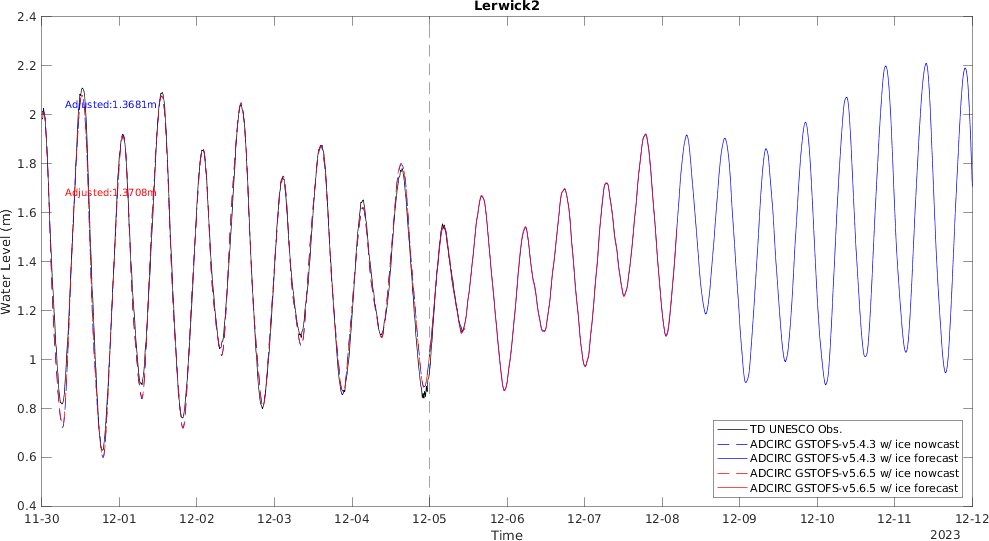 Lerwick2
2.4
2.2
2
1.8
1.6
1.4
1.2
1
0.8
0.6
0.4
Water Level (m)
Adjusted:1.3681m
Adjusted:1.3708m
TD UNESCO Obs.
ADCIRC GSTOFS-v5.4.3 w/ ice nowcast
ADCIRC GSTOFS-v5.4.3 w/ ice forecast
ADCIRC GSTOFS-v5.6.5 w/ ice nowcast
ADCIRC GSTOFS-v5.6.5 w/ ice forecast
11-30 12-01 12-02 12-03 12-04 12-05 12-06 12-07 12-08 12-09 12-10 12-11 12-12
Time
2023